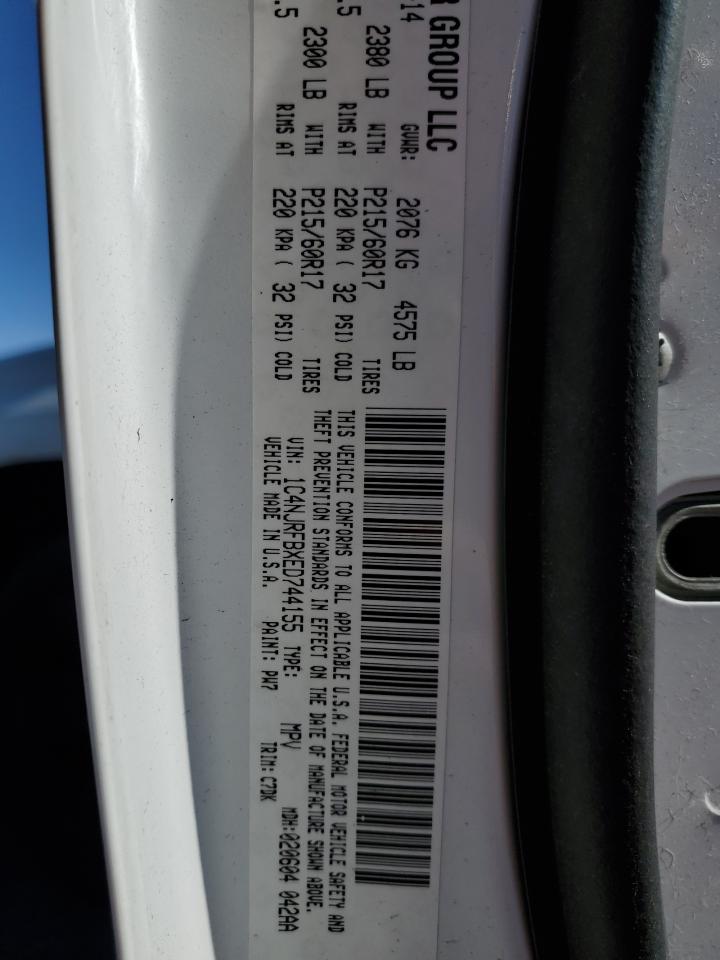 R GROUP LLC
-14 GVWR: 2076 KG 4575 LB
2380 LB WITH P215/60R17 TIRES
.5 RIMS AT 220 KPA ( 32 PSI) COLD
2300 LB WITH P215/60R17 TIRES
.5 RIMS AT 220 KPA ( 32 PSI) COLD
THIS VEHICLE CONFORMS TO ALL APPLICABLE U.S.A. FEDERAL MOTOR VEHICLE SAFETY AND
THEFT PREVENTION STANDARDS IN EFFECT ON THE DATE OF MANUFACTURE SHOWN ABOVE.
VIN: 1C4NJRFBXED744155 TYPE: MPV MDH:020604 042AA
VEHICLE MADE IN U.S.A. PAINT: PW7 TRIM: C7DK